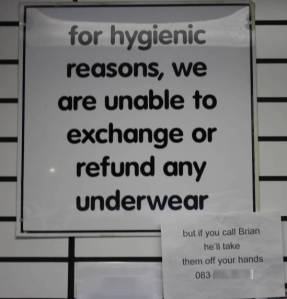 for hygienic
reasons, we
are unable to
exchange or
refund any
underwear
but if you call Brian
he'll take
them off your hands
083